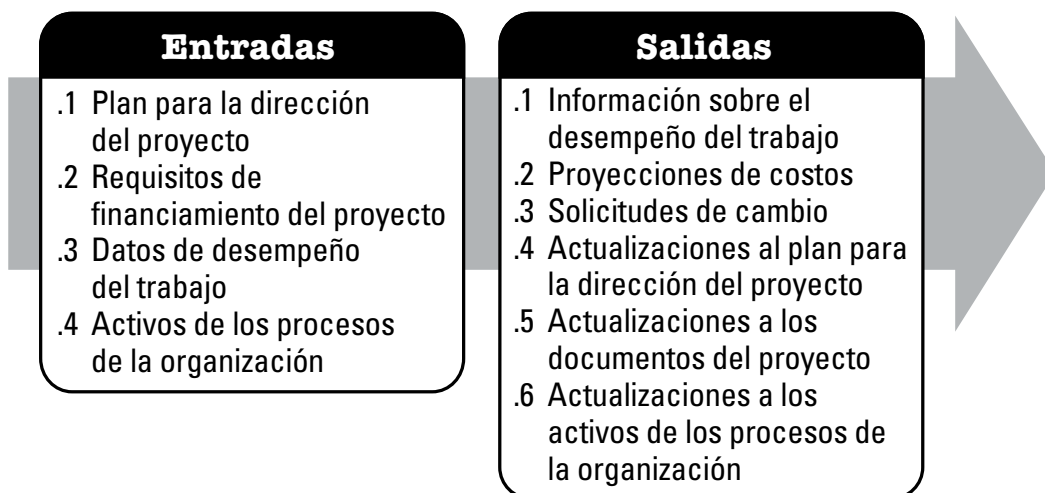 Entradas
.1 Plan para la dirección
del proyecto
.2 Requisitos de
financiamiento del proyecto
.3 Datos de desempeño
del trabajo
.4 Activos de los procesos
de la organización
Salidas
.1 Información sobre el
desempeño del trabajo
.2 Proyecciones de costos
.3 Solicitudes de cambio
.4 Actualizaciones al plan para
la dirección del proyecto
.5 Actualizaciones a los
documentos del proyecto
.6 Actualizaciones a los
activos de los procesos de
la organización